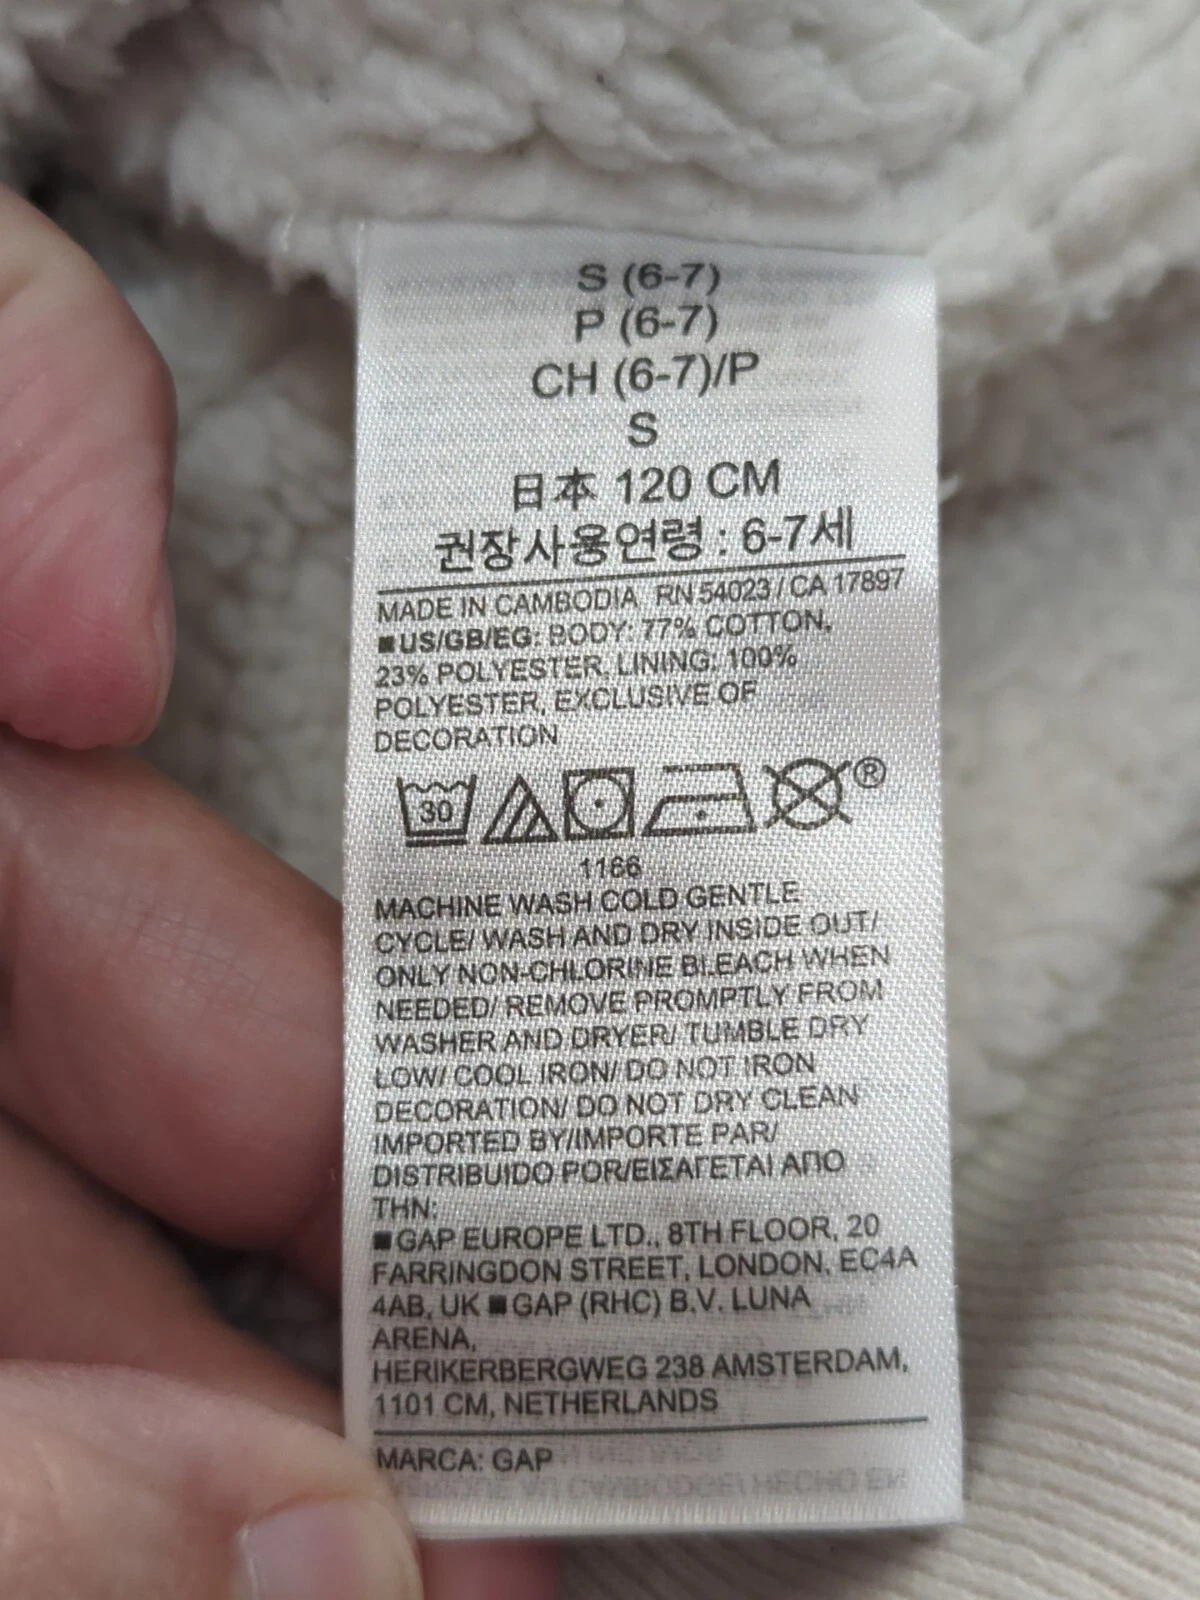 S (6-7)
P (6-7)
CH (6-7)/P
S
日本 120 CM
권장사용연령 : 6-7세
MADE IN CAMBODIA RN 54023 / CA 17897
■US/GB/EG: BODY: 77% COTTON,
23% POLYESTER, LINING: 100%
POLYESTER, EXCLUSIVE OF
DECORATION
30 ®
1166
MACHINE WASH COLD GENTLE
CYCLE/ WASH AND DRY INSIDE OUT/
ONLY NON-CHLORINE BLEACH WHEN
NEEDED/ REMOVE PROMPTLY FROM
WASHER AND DRYER/ TUMBLE DRY
LOW/ COOL IRON/ DO NOT IRON
DECORATION/ DO NOT DRY CLEAN
IMPORTED BY/IMPORTE PAR/
DISTRIBUIDO POR/ΕΙΣΑΓΕΤΑΙ ΑΠΟ
ΤΗΝ:
■GAP EUROPE LTD., 8TH FLOOR, 20
FARRINGDON STREET, LONDON, EC4A
4AB, UK ■GAP (RHC) B.V. LUNA
ARENA,
HERIKERBERGWEG 238 AMSTERDAM,
1101 CM, NETHERLANDS
MARCA: GAP